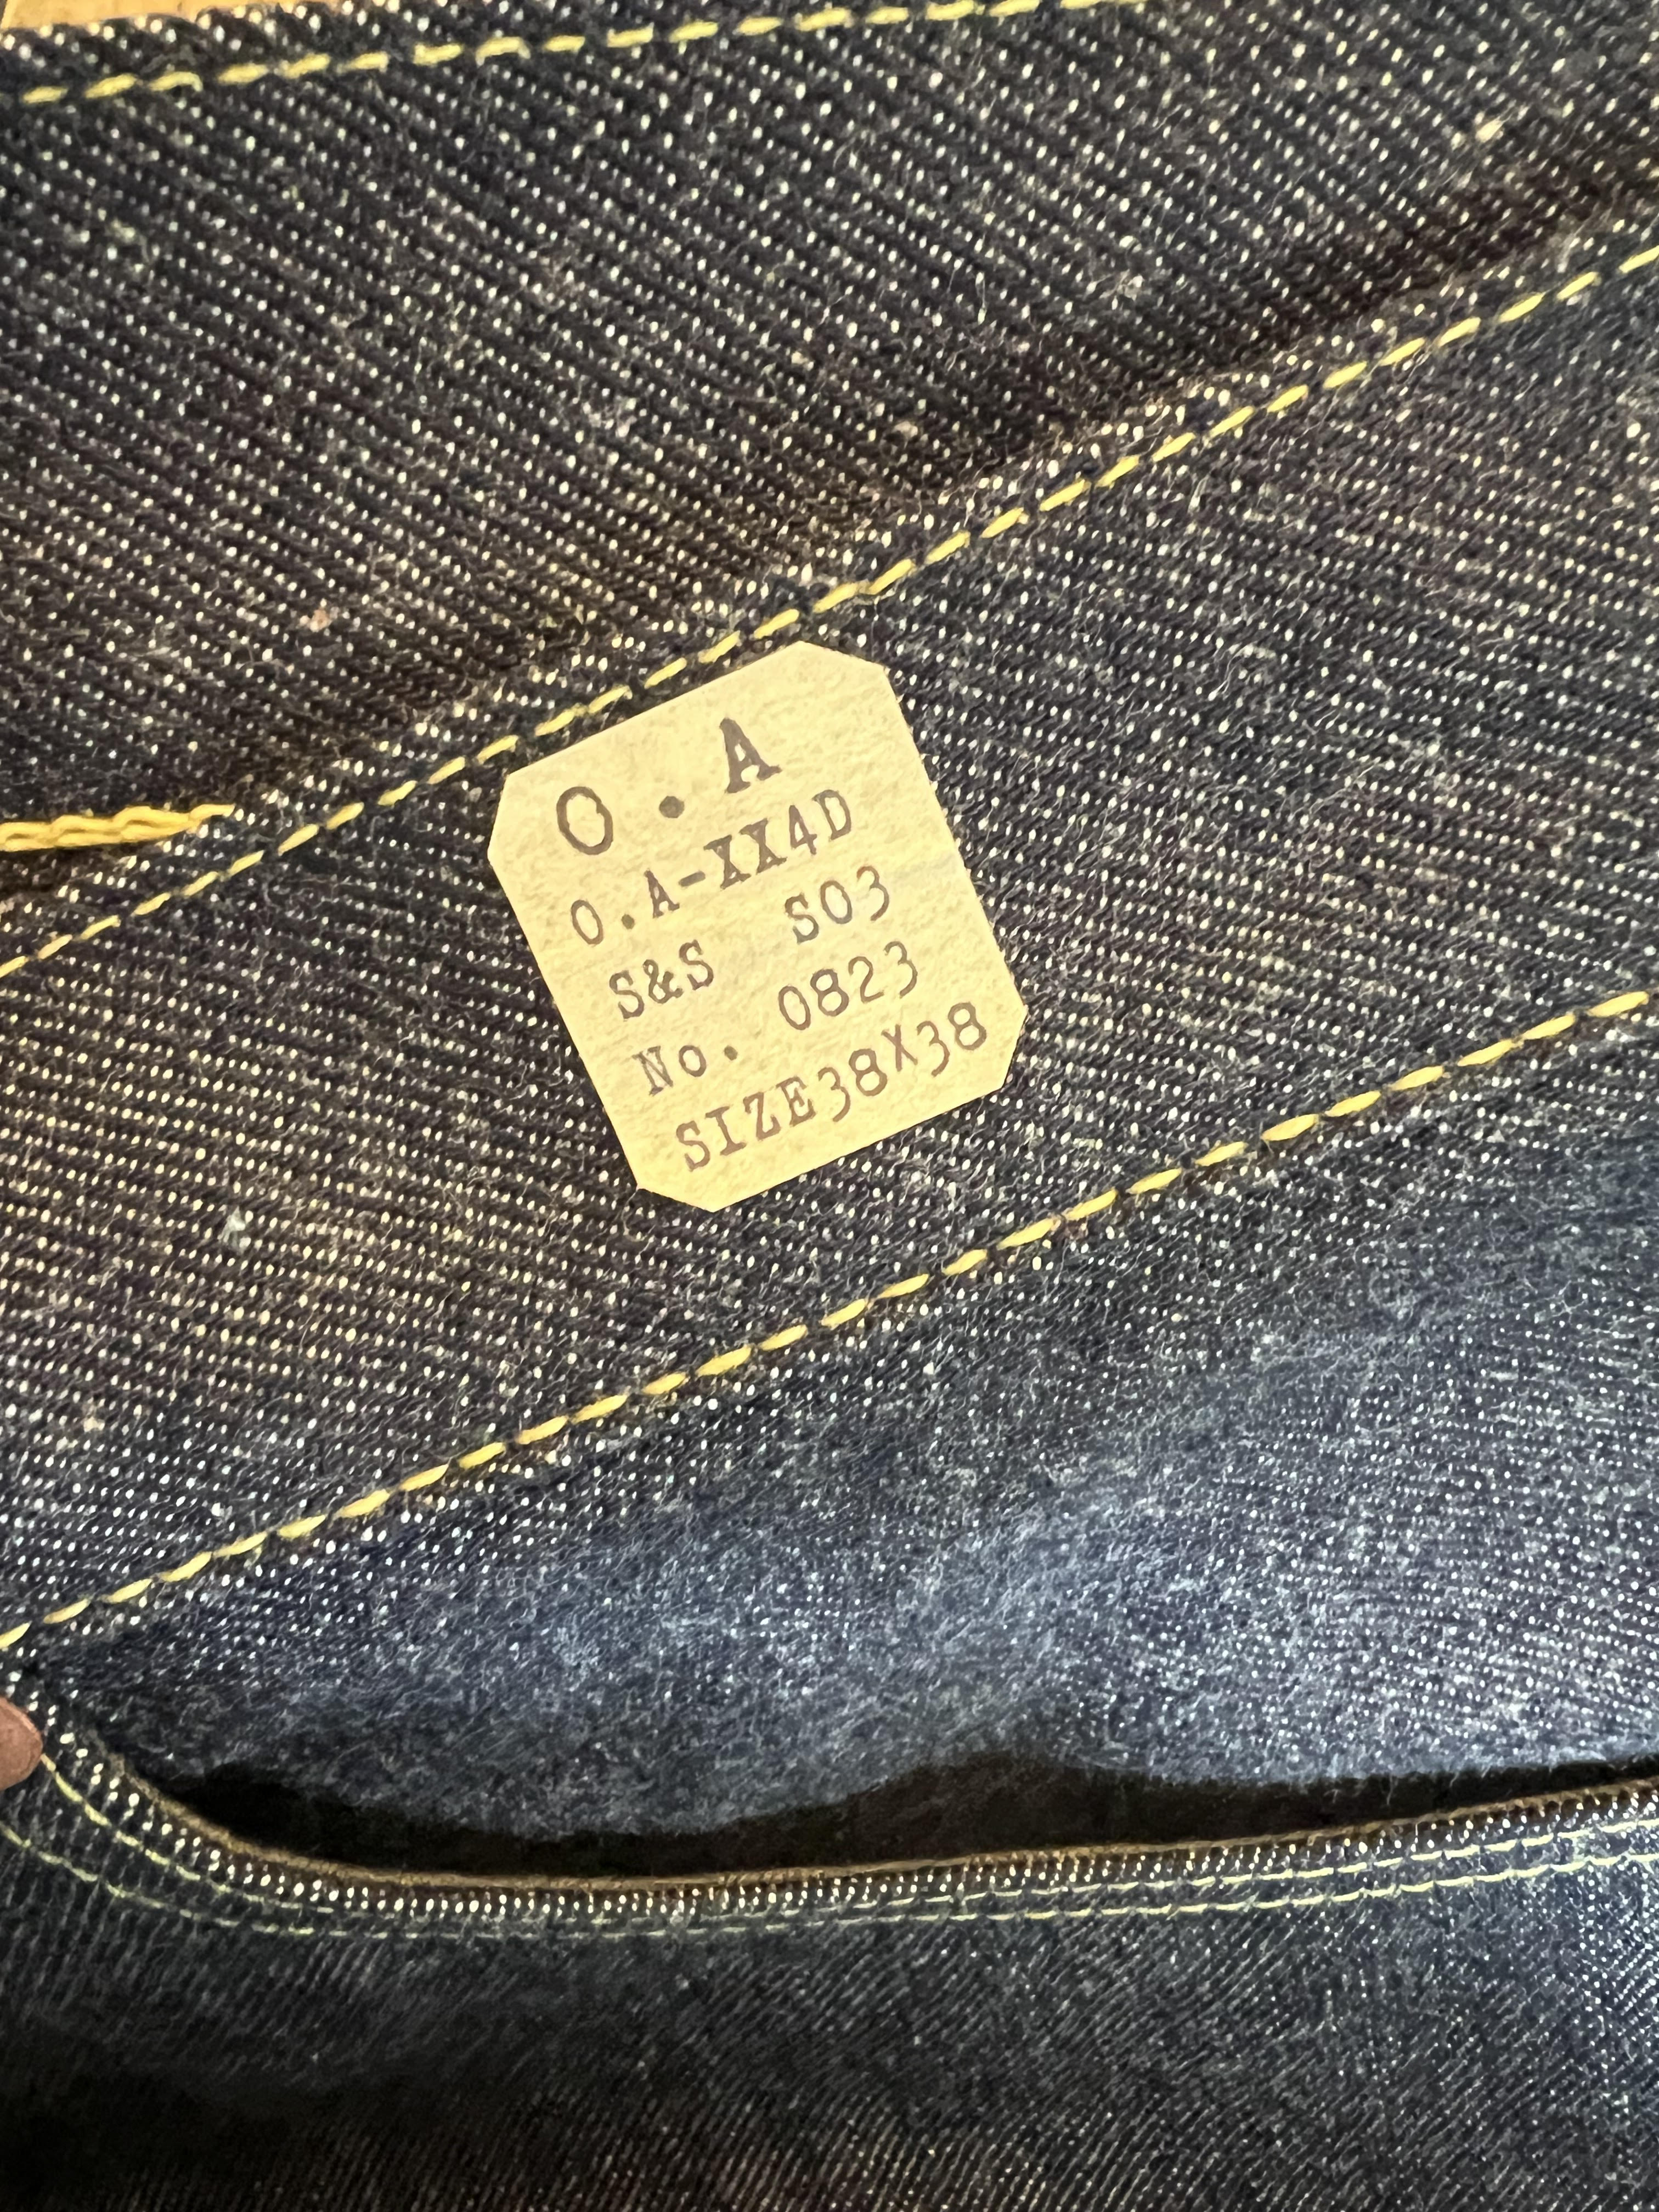 O.A
O.A-XX4D
S&S S03
No. 0823
SIZE38X38